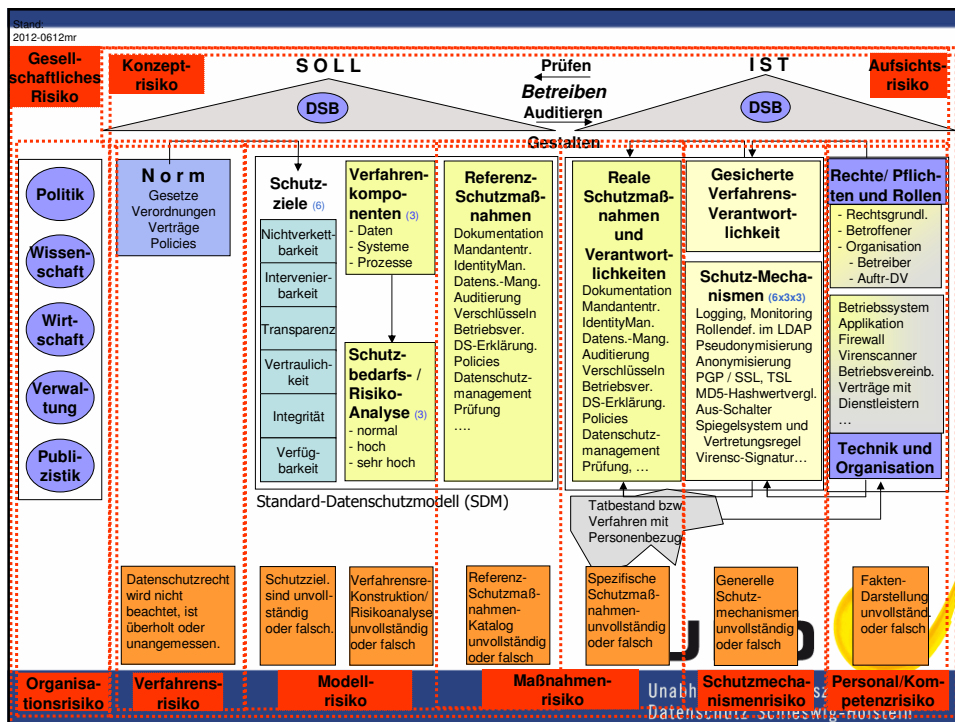 Stand:
2012-0612mr
Gesell-
schaftliches
Risiko
Konzept-
risiko
S O L L
DSB
Prüfen
Betreiben
Auditieren
Gestalten
I S T
DSB
Aufsichts-
risiko
Politik
Wissen-
schaft
Wirt-
schaft
Verwal-
tung
Publi-
zistik
N o r m
Gesetze
Verordnungen
Verträge
Policies
Schutz-
ziele (6)
Nichtverkett-
barkeit
Intervenier-
barkeit
Transparenz
Vertraulich-
keit
Integrität
Verfüg-
barkeit
Verfahren-
kompo-
nenten (3)
- Daten
- Systeme
- Prozesse
Schutz-
bedarfs- /
Risiko-
Analyse (3)
- normal
- hoch
- sehr hoch
Referenz-
Schutzmaß-
nahmen
Dokumentation
Mandantentr.
IdentityMan.
Datens.-Mang.
Auditierung
Verschlüsseln
Betriebsver.
DS-Erklärung.
Policies
Datenschutz-
management
Prüfung
....
Standard-Datenschutzmodell (SDM)
Reale
Schutzmaß-
nahmen
und
Verantwort-
lichkeiten
Dokumentation
Mandantentr.
IdentityMan.
Datens.-Mang.
Auditierung
Verschlüsseln
Betriebsver.
DS-Erklärung.
Policies
Datenschutz-
management
Prüfung, …
Gesicherte
Verfahrens-
Verantwort-
lichkeit
Schutz-Mecha-
nismen (6x3x3)
Logging, Monitoring
Rollendef. im LDAP
Pseudonymisierung
Anonymisierung
PGP / SSL, TSL
MD5-Hashwertvergl.
Aus-Schalter
Spiegelsystem und
Vertretungsregel
Virensc-Signatur…
Rechte/ Pflich-
ten und Rollen
- Rechtsgrundl.
- Betroffener
- Organisation
- Betreiber
- Auftr-DV
Betriebssystem
Applikation
Firewall
Virenscanner
Betriebsvereinb.
Verträge mit
Dienstleistern
…
Technik und
Organisation
Tatbestand bzw
Verfahren mit
Personenbezug
Datenschutzrecht
wird nicht
beachtet, ist
überholt oder
unangemessen.
Schutzziel.
sind unvoll-
ständig
oder falsch.
Verfahrensre-
Konstruktion/
Risikoanalyse
unvollständig
oder falsch
Referenz-
Schutzmaß-
nahmen-
Katalog
unvollständig
oder falsch
Spezifische
Schutzmaß-
nahmen-
unvollständig
oder falsch
Generelle
Schutz-
mechanismen
unvollständig
oder falsch
Fakten-
Darstellung
unvollständ.
oder falsch
Organisa-
tionsrisiko
Verfahrens-
risiko
Modell-
risiko
Maßnahmen-
risiko
Schutzmecha-
nismenrisiko
Personal/Kom-
petenzrisiko
Unabh
Datenschutz Schleswig-Holstein